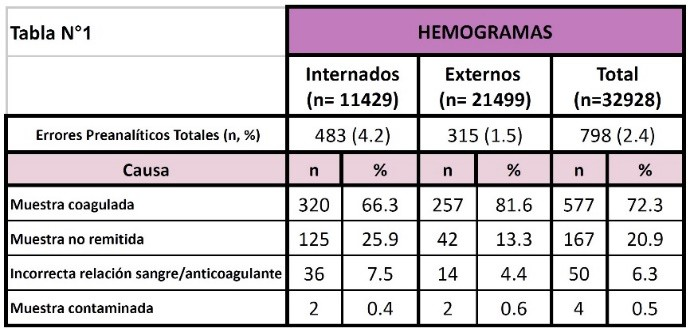 Tabla N°1 HEMOGRAMAS
Internados Externos Total
(n= 11429) (n= 21499) (n=32928)
Errores Preanalíticos Totales (n, %) 483 (4.2) 315 (1.5) 798 (2.4)
Causa n % n % n %
Muestra coagulada 320 66.3 257 81.6 577 72.3
Muestra no remitida 125 25.9 42 13.3 167 20.9
Incorrecta relación sangre/anticoagulante 36 7.5 14 4.4 50 6.3
Muestra contaminada 2 0.4 2 0.6 4 0.5